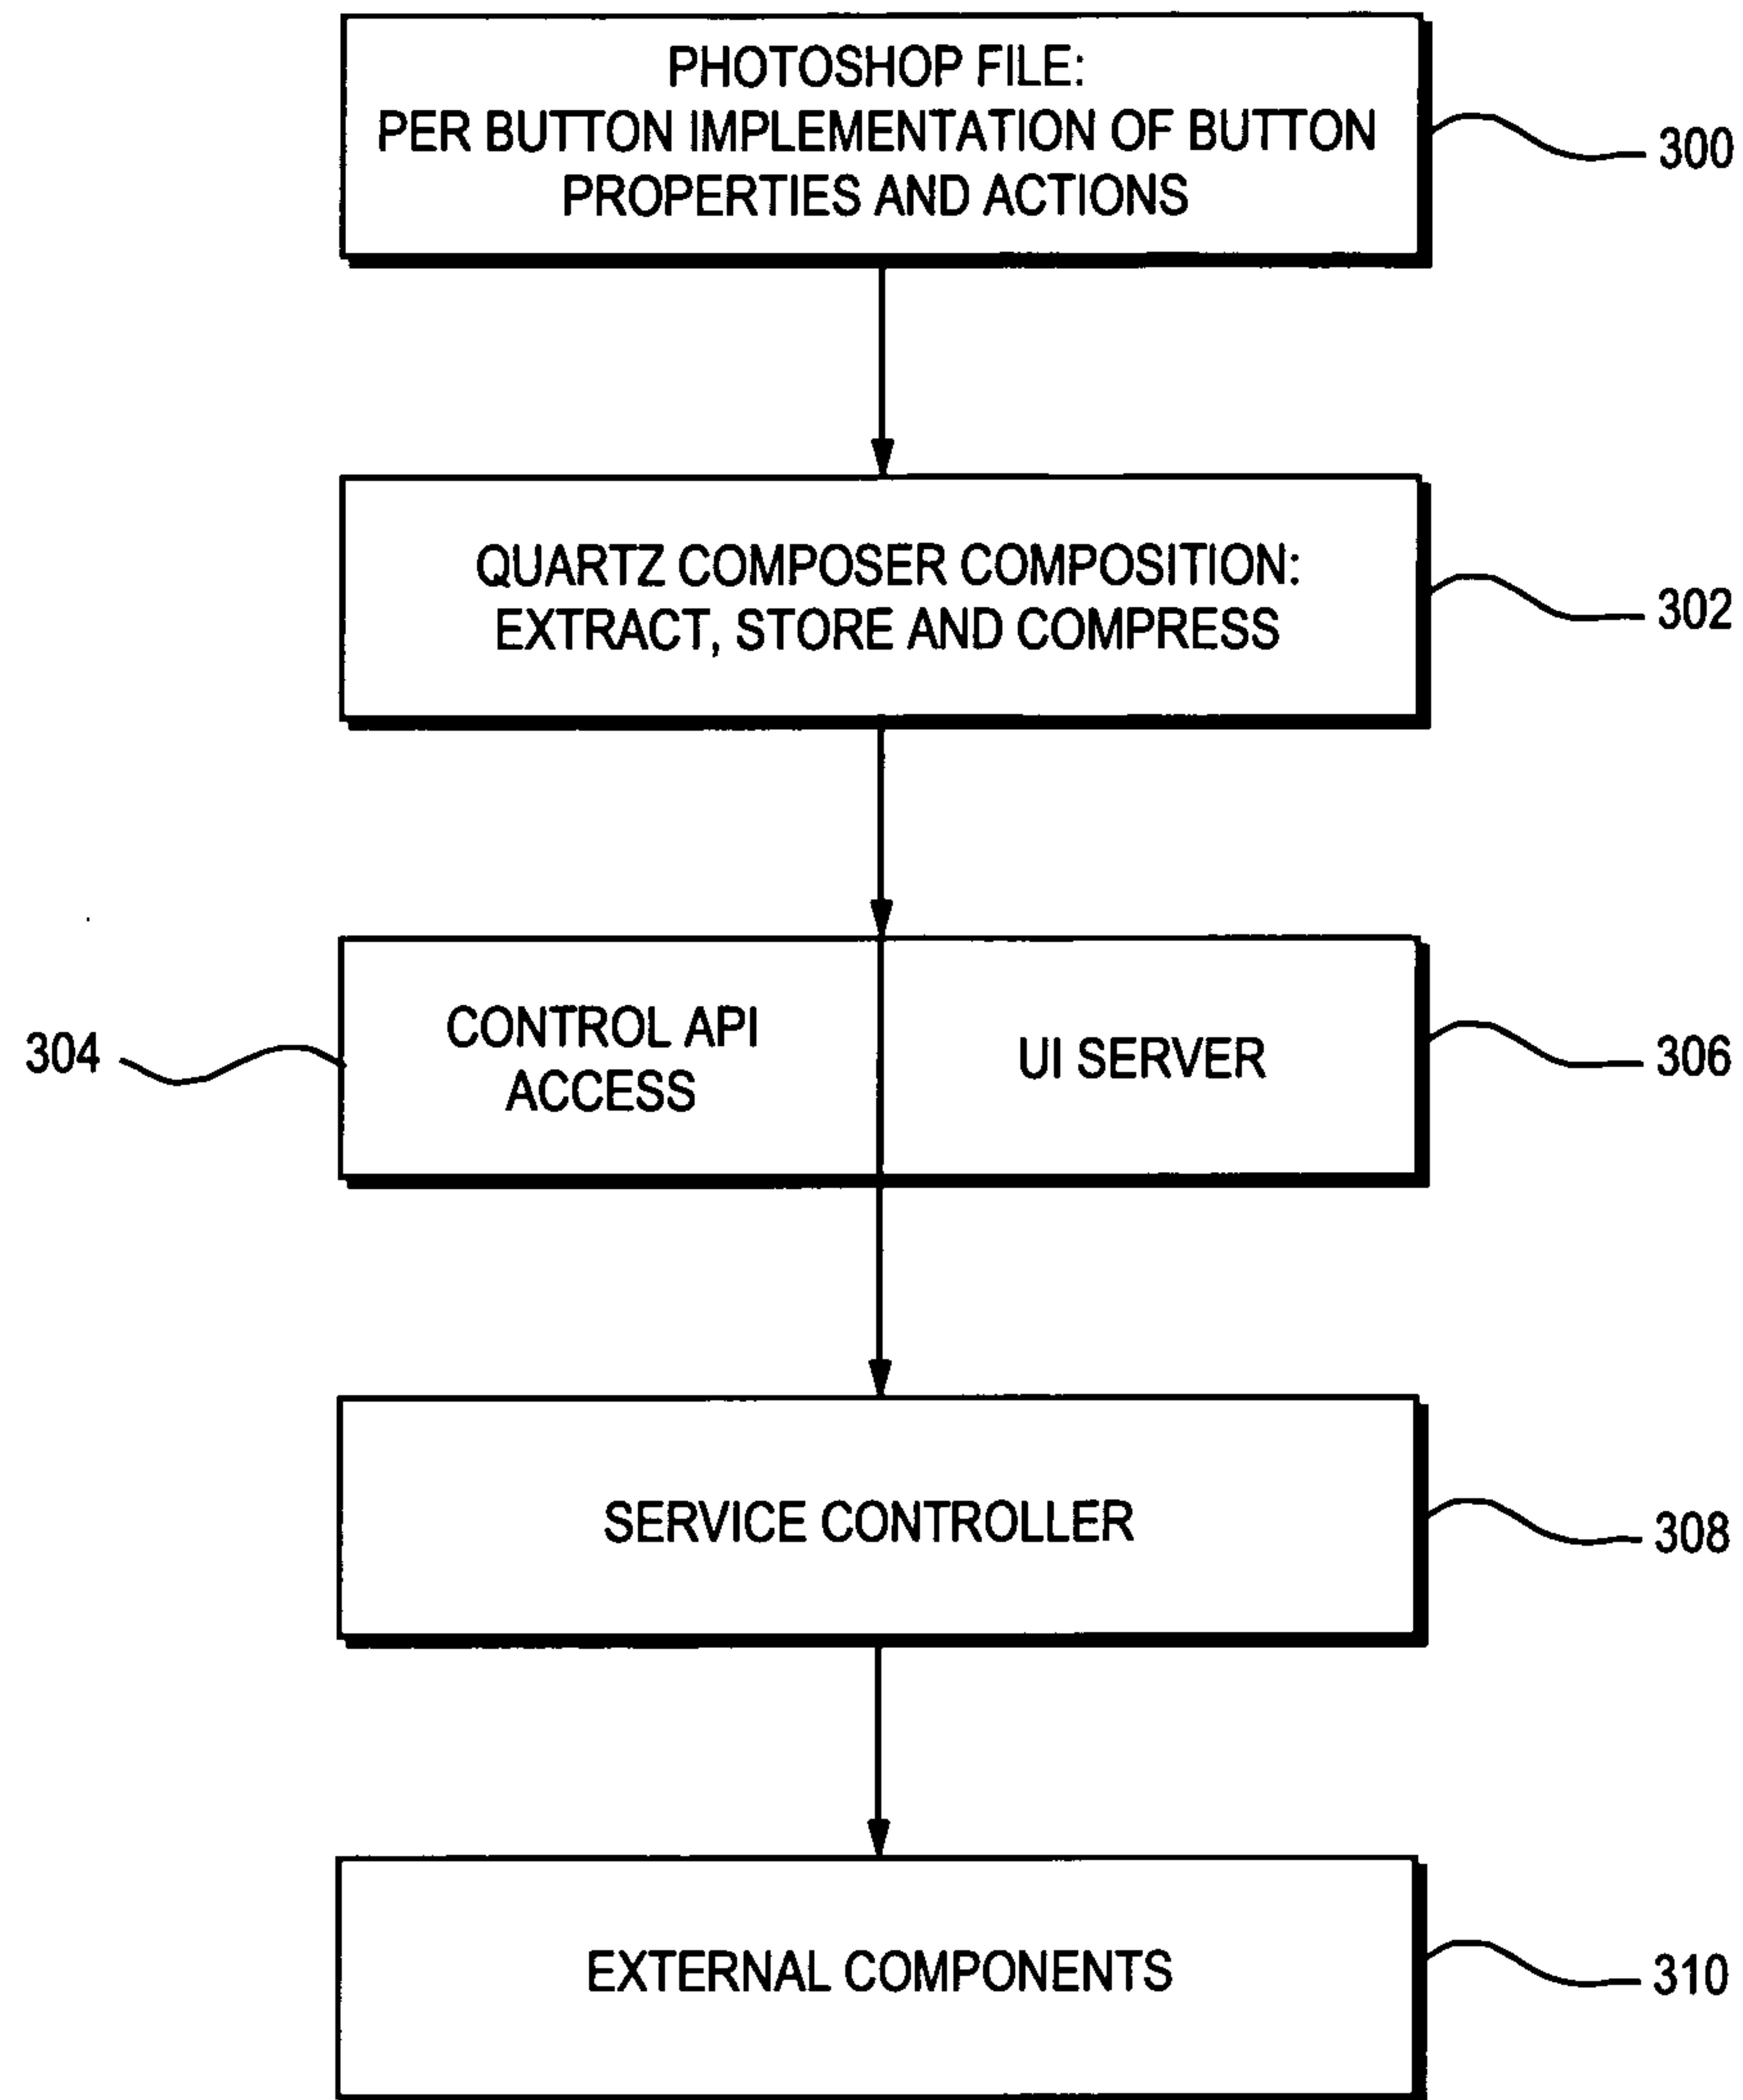 PHOTOSHOP FILE:
PER BUTTON IMPLEMENTATION OF BUTTON
PROPERTIES AND ACTIONS
300
QUARTZ COMPOSER COMPOSITION:
EXTRACT, STORE AND COMPRESS
302
304
CONTROL API
ACCESS
UI SERVER
306
SERVICE CONTROLLER
308
EXTERNAL COMPONENTS
310